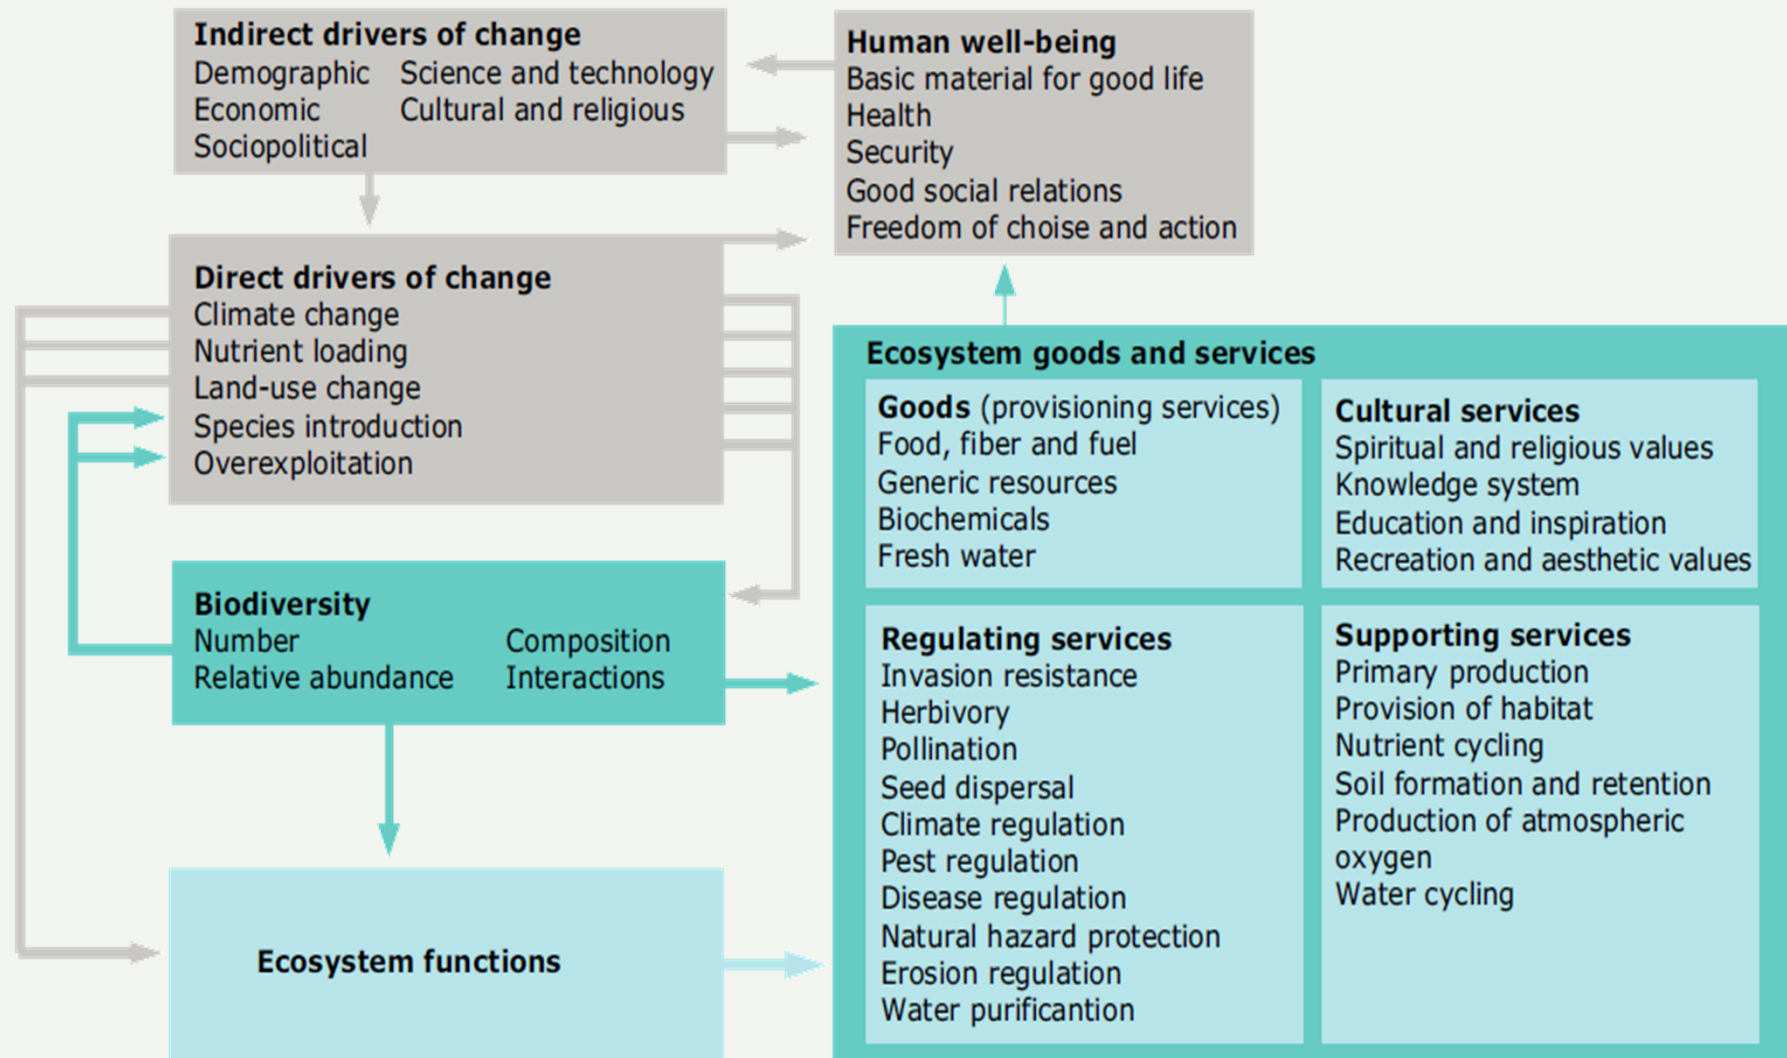 Indirect drivers of change
Demographic Science and technology
Economic Cultural and religious
Sociopolitical
Human well-being
Basic material for good life
Health
Security
Good social relations
Freedom of choise and action
Direct drivers of change
Climate change
Nutrient loading
Land-use change
Species introduction
Overexploitation
Biodiversity
Number Composition
Relative abundance Interactions
Ecosystem functions
Ecosystem goods and services
Goods (provisioning services)
Food, fiber and fuel
Generic resources
Biochemicals
Fresh water
Cultural services
Spiritual and religious values
Knowledge system
Education and inspiration
Recreation and aesthetic values
Regulating services
Invasion resistance
Herbivory
Pollination
Seed dispersal
Climate regulation
Pest regulation
Disease regulation
Natural hazard protection
Erosion regulation
Water purificantion
Supporting services
Primary production
Provision of habitat
Nutrient cycling
Soil formation and retention
Production of atmospheric
oxygen
Water cycling